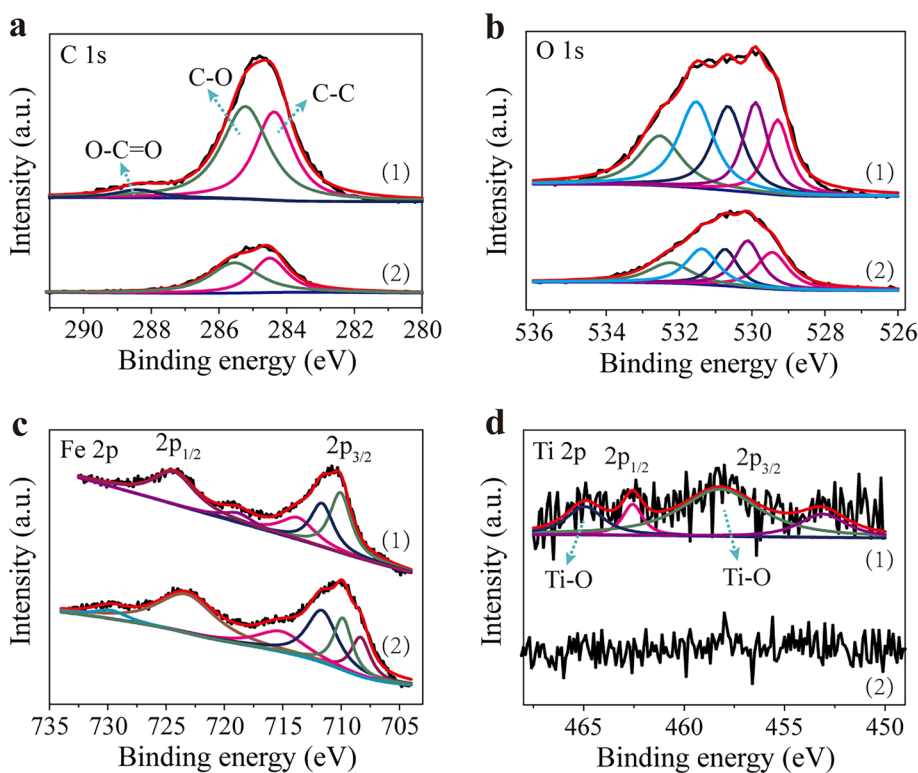 a
C 1s
C-O
C-C
O-C=O
(1)
(2)
Intensity (a.u.)
290 288 286 284 282 280
Binding energy (eV)
b
O 1s
(1)
(2)
Intensity (a.u.)
536 534 532 530 528 526
Binding energy (eV)
c
Fe 2p
2p1/2
2p3/2
(1)
(2)
Intensity (a.u.)
735 730 725 720 715 710 705
Binding energy (eV)
d
Ti 2p
2p1/2
2p3/2
(1)
Ti-O
Ti-O
(2)
Intensity (a.u.)
465 460 455 450
Binding energy (eV)